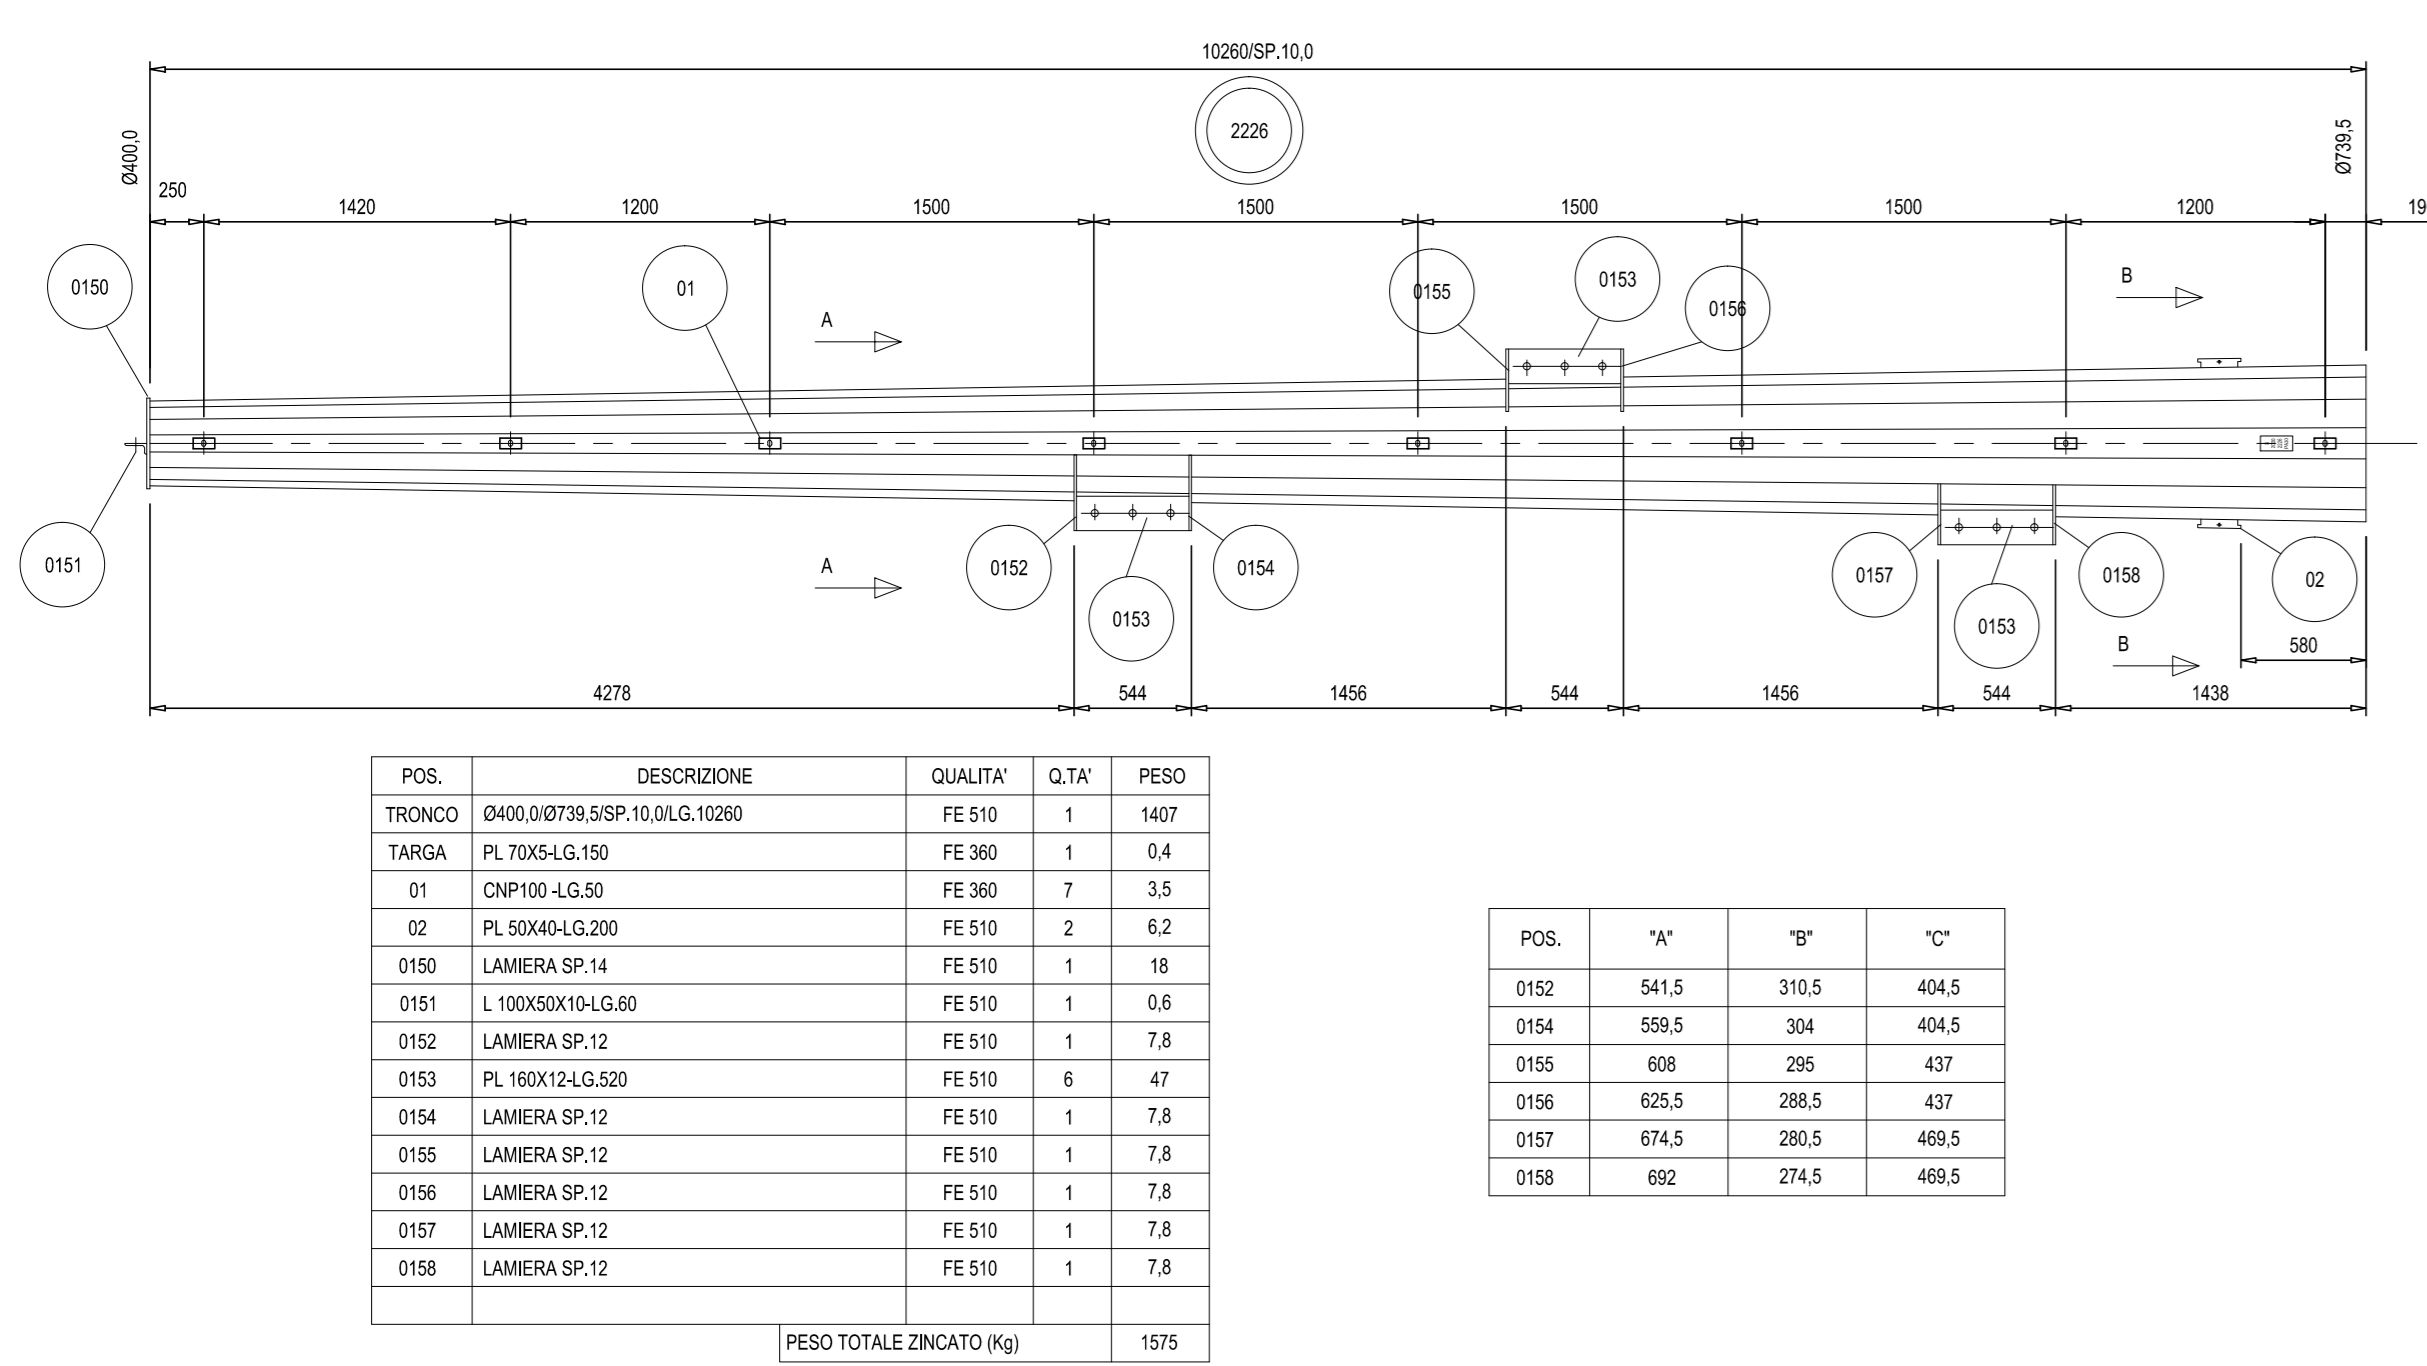 10260/SP.10,0
2226
Ø400,0
Ø739,5
250 1420 1200 1500 1500 1500 1500 1200 19
0150
01
0155
0153
0156
A
B
0151
0152
0153
0154
0157
0153
0158
02
A
B
580
4278 544 1456 544 1456 544 1438
POS. DESCRIZIONE QUALITA' Q.TA' PESO
TRONCO Ø400,0/Ø739,5/SP.10,0/LG.10260 FE 510 1 1407
TARGA PL 70X5-LG.150 FE 360 1 0,4
01 CNP100 -LG.50 FE 360 7 3,5
02 PL 50X40-LG.200 FE 510 2 6,2
0150 LAMIERA SP.14 FE 510 1 18
0151 L 100X50X10-LG.60 FE 510 1 0,6
0152 LAMIERA SP.12 FE 510 1 7,8
0153 PL 160X12-LG.520 FE 510 6 47
0154 LAMIERA SP.12 FE 510 1 7,8
0155 LAMIERA SP.12 FE 510 1 7,8
0156 LAMIERA SP.12 FE 510 1 7,8
0157 LAMIERA SP.12 FE 510 1 7,8
0158 LAMIERA SP.12 FE 510 1 7,8
PESO TOTALE ZINCATO (Kg) 1575
POS. "A" "B" "C"
0152 541,5 310,5 404,5
0154 559,5 304 404,5
0155 608 295 437
0156 625,5 288,5 437
0157 674,5 280,5 469,5
0158 692 274,5 469,5